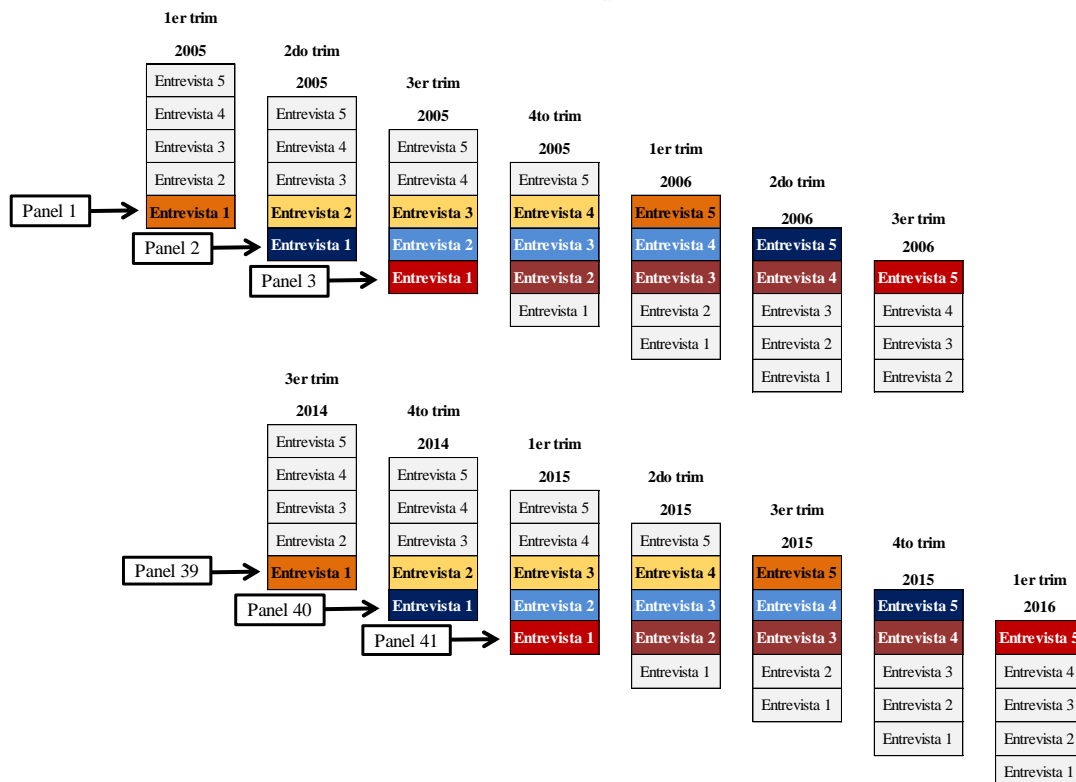 1er trim
2005
Entrevista 5
Entrevista 4
Entrevista 3
Entrevista 2
Panel 1
Entrevista 1
2do trim
2005
Entrevista 5
Entrevista 4
Entrevista 3
Entrevista 2
Panel 2
Entrevista 1
3er trim
2005
Entrevista 5
Entrevista 4
Entrevista 3
Entrevista 2
Panel 3
Entrevista 1
4to trim
2005
Entrevista 5
Entrevista 4
Entrevista 3
Entrevista 2
Entrevista 1
1er trim
2006
Entrevista 5
Entrevista 4
Entrevista 3
Entrevista 2
Entrevista 1
2do trim
2006
Entrevista 5
Entrevista 4
Entrevista 3
Entrevista 2
Entrevista 1
3er trim
2006
Entrevista 5
Entrevista 4
Entrevista 3
Entrevista 2
3er trim
2014
Entrevista 5
Entrevista 4
Entrevista 3
Entrevista 2
Panel 39
Entrevista 1
4to trim
2014
Entrevista 5
Entrevista 4
Entrevista 3
Entrevista 2
Panel 40
Entrevista 1
1er trim
2015
Entrevista 5
Entrevista 4
Entrevista 3
Entrevista 2
Panel 41
Entrevista 1
2do trim
2015
Entrevista 5
Entrevista 4
Entrevista 3
Entrevista 2
Entrevista 1
3er trim
2015
Entrevista 5
Entrevista 4
Entrevista 3
Entrevista 2
Entrevista 1
4to trim
2015
Entrevista 5
Entrevista 4
Entrevista 3
Entrevista 2
Entrevista 1
1er trim
2016
Entrevista 5
Entrevista 4
Entrevista 3
Entrevista 2
Entrevista 1